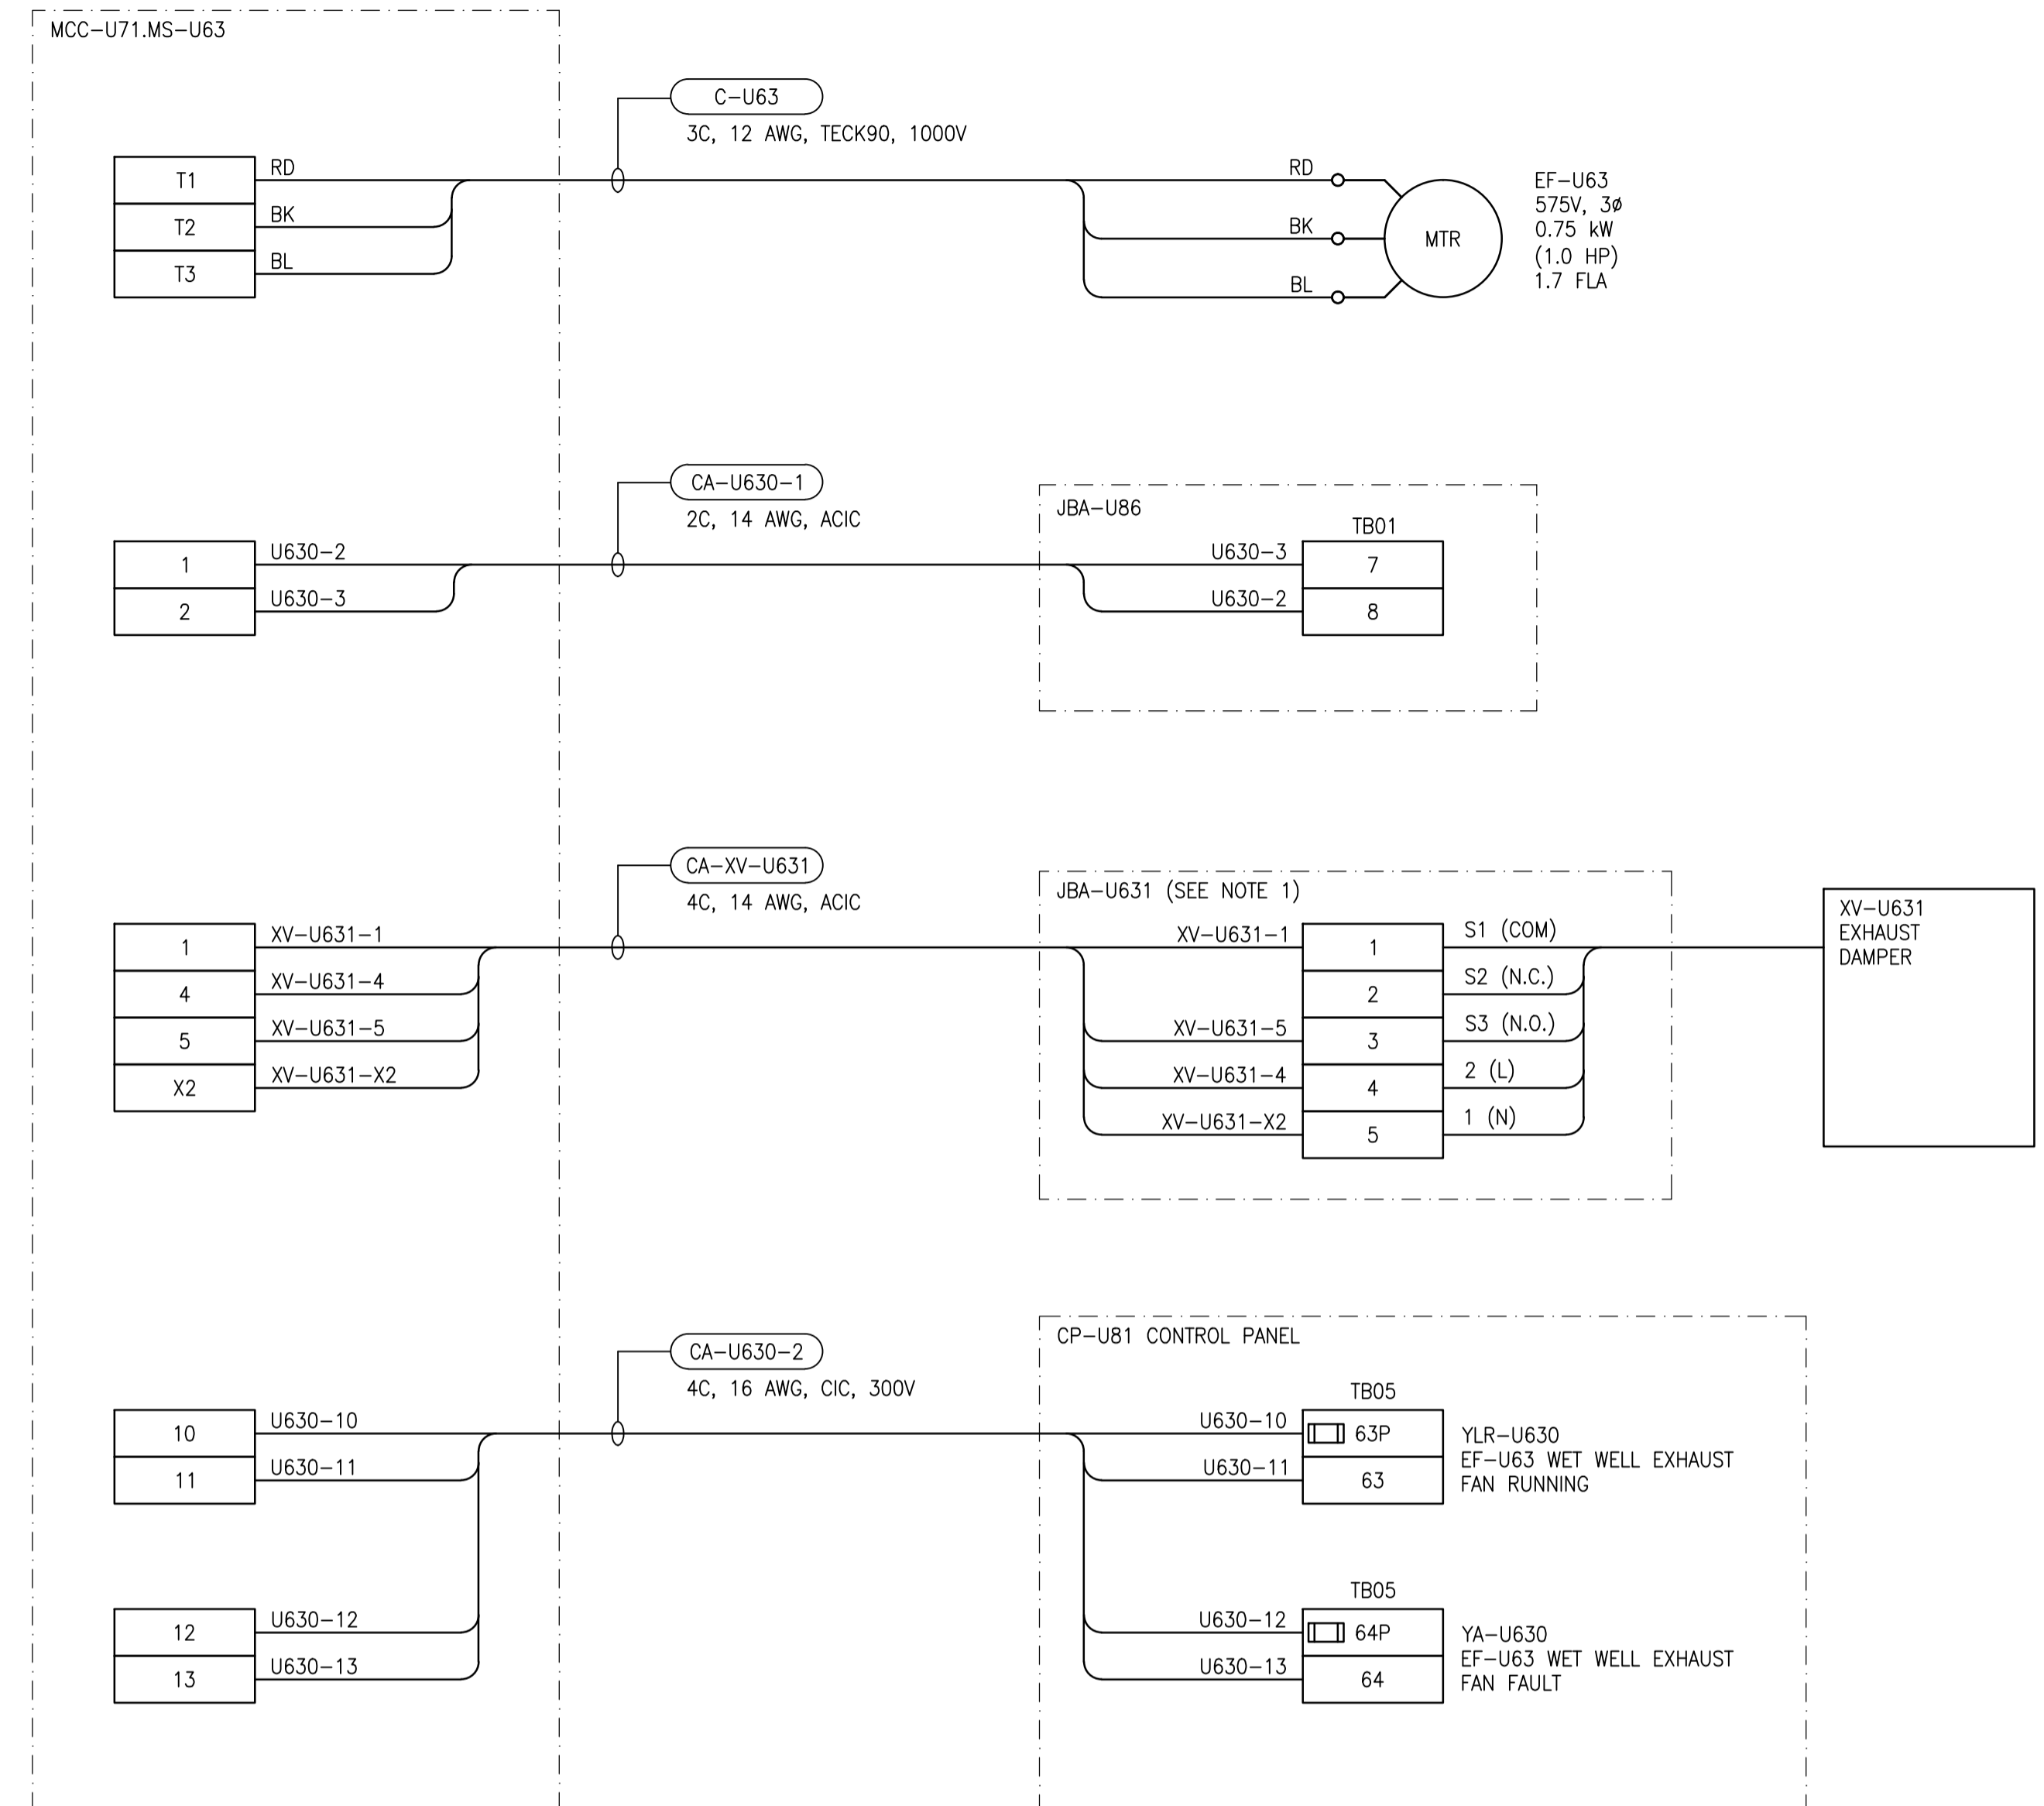 MCC-U71.MS-U63
C-U63
3C, 12 AWG, TECK90, 1000V
T1
RD
T2
BK
T3
BL
RD
BK
BL
MTR
EF-U63
575V, 3ø
0.75 kW
(1.0 HP)
1.7 FLA
CA-U630-1
2C, 14 AWG, ACIC
1
U630-2
2
U630-3
JBA-U86
TB01
U630-3
7
U630-2
8
CA-XV-U631
4C, 14 AWG, ACIC
1
XV-U631-1
4
XV-U631-4
5
XV-U631-5
X2
XV-U631-X2
JBA-U631 (SEE NOTE 1)
XV-U631-1
1
S1 (COM)
2
S2 (N.C.)
XV-U631-5
3
S3 (N.O.)
XV-U631-4
4
2 (L)
XV-U631-X2
5
1 (N)
XV-U631
EXHAUST
DAMPER
CA-U630-2
4C, 16 AWG, CIC, 300V
10
U630-10
11
U630-11
12
U630-12
13
U630-13
CP-U81 CONTROL PANEL
TB05
U630-10
63P
U630-11
63
YLR-U630
EF-U63 WET WELL EXHAUST
FAN RUNNING
TB05
U630-12
64P
U630-13
64
YA-U630
EF-U63 WET WELL EXHAUST
FAN FAULT